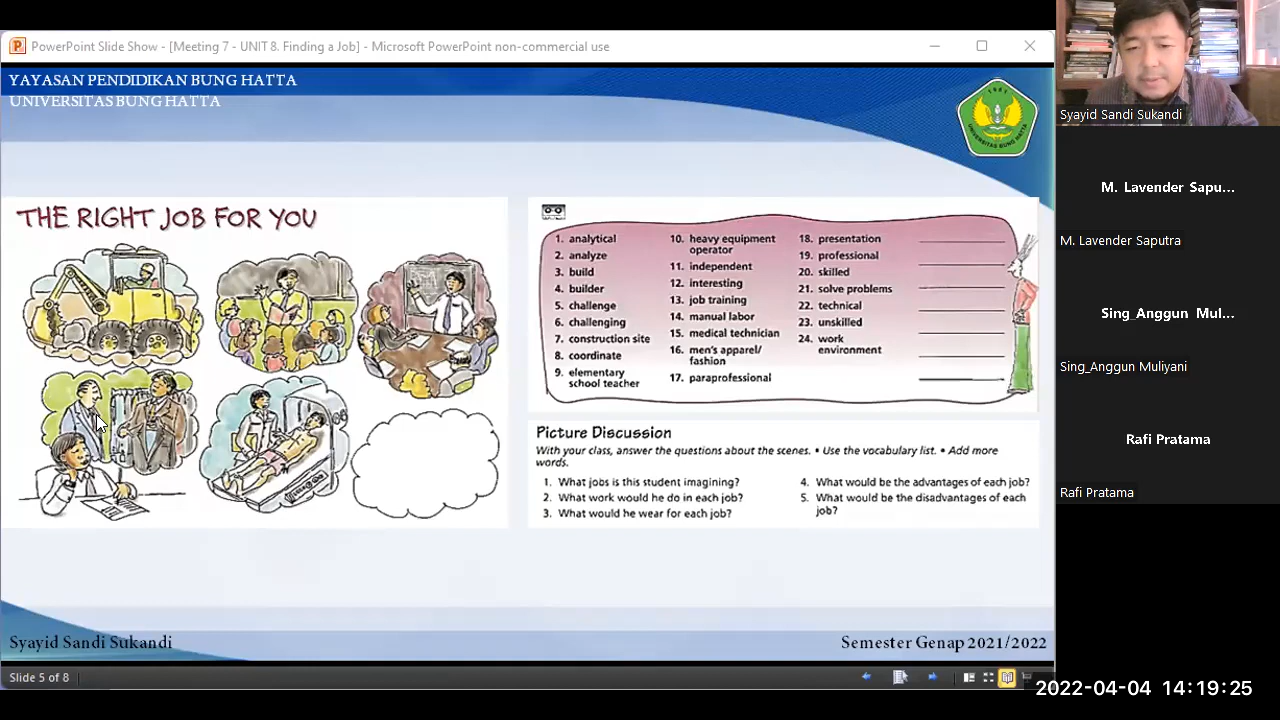 PowerPoint Slide Show - [Meeting 7 - UNIT 8. Finding a Job] - Microsoft PowerPoint non-commercial use
YAYASAN PENDIDIKAN BUNG HATTA
UNIVERSITAS BUNG HATTA
1981
UNIVERSITAS BUNG HATTA
THE RIGHT JOB FOR YOU
1. analytical
2. analyze
3. build
4. builder
5. challenge
6. challenging
7. construction site
8. coordinate
9. elementary
school teacher
10. heavy equipment
operator
11. independent
12. interesting
13. job training
14. manual labor
15. medical technician
16. men's apparel/
fashion
17. paraprofessional
18. presentation
19. professional
20. skilled
21. solve problems
22. technical
23. unskilled
24. work
environment
Picture Discussion
With your class, answer the questions about the scenes. • Use the vocabulary list. • Add more
words.
1. What jobs is this student imagining?
2. What work would he do in each job?
3. What would he wear for each job?
4. What would be the advantages of each job?
5. What would be the disadvantages of each
job?
Syayid Sandi Sukandi
Semester Genap 2021/2022
Slide 5 of 8
Syayid Sandi Sukandi
M. Lavender Sapu...
M. Lavender Saputra
Sing_Anggun Mul...
Sing_Anggun Muliyani
Rafi Pratama
Rafi Pratama
2022-04-04 14:19:25